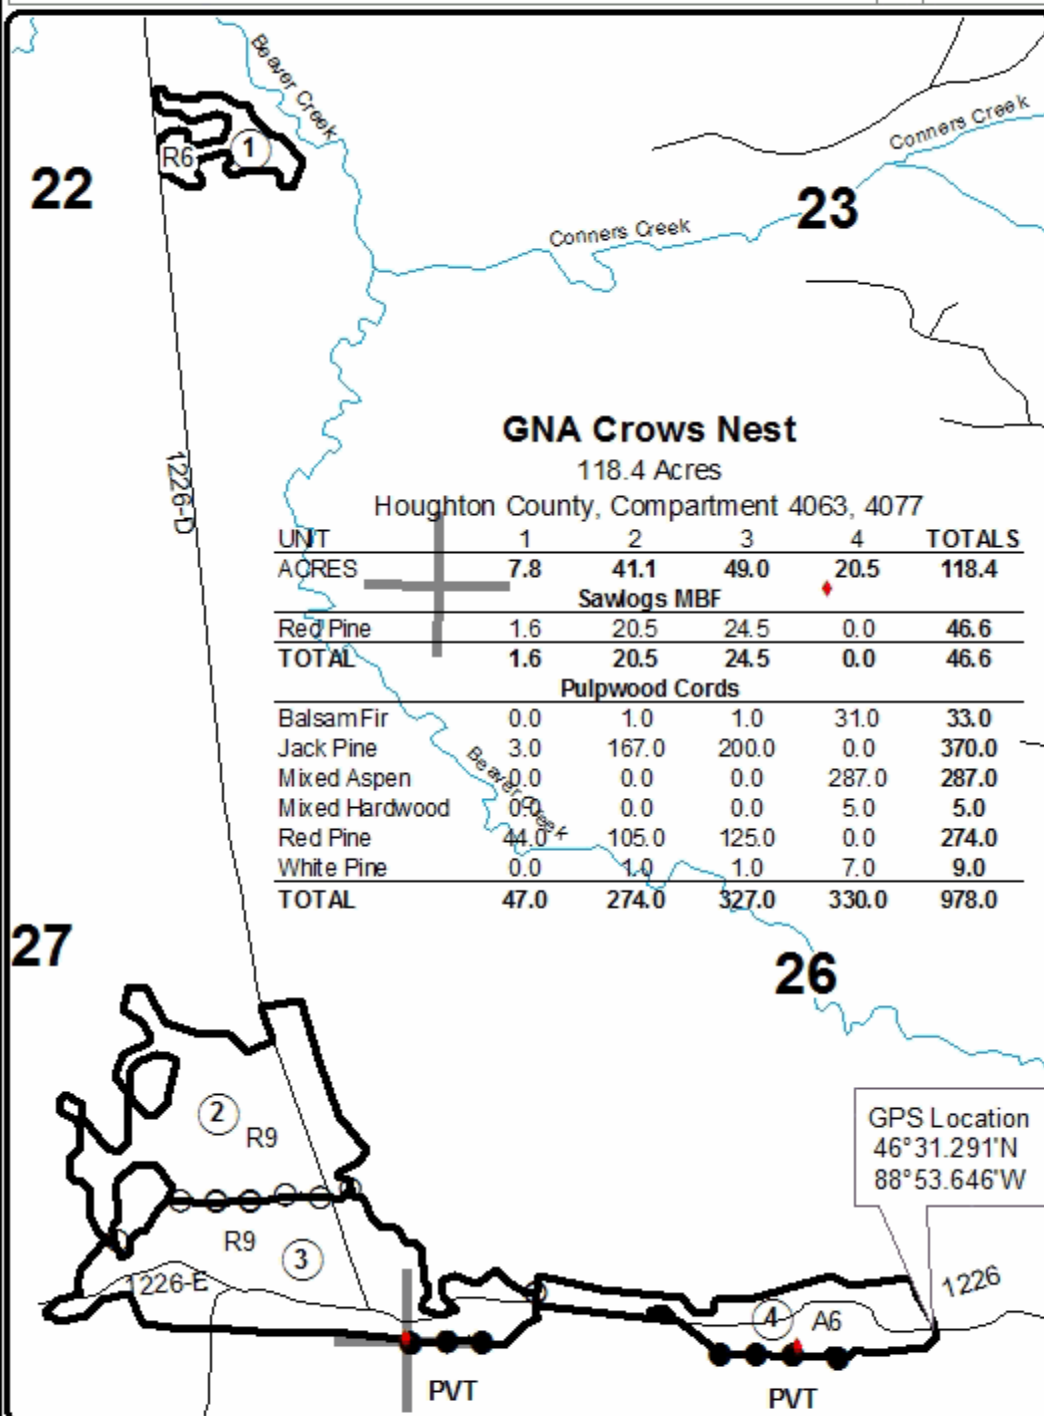 Beaver Creek
Conners Creek
R6 1
22
23
Conners Creek
GNA Crows Nest
118.4 Acres
1226-D
Houghton County, Compartment 4063, 4077
UNIT 1 2 3 4 TOTALS
ACRES 7.8 41.1 49.0 20.5 118.4
Sawlogs MBF
Red Pine 1.6 20.5 24.5 0.0 46.6
TOTAL 1.6 20.5 24.5 0.0 46.6
Pulpwood Cords
Balsam Fir 0.0 1.0 1.0 31.0 33.0
Jack Pine 3.0 167.0 200.0 0.0 370.0
Mixed Aspen 0.0 0.0 0.0 287.0 287.0
Mixed Hardwood 0.0 0.0 0.0 5.0 5.0
Red Pine 44.0 105.0 125.0 0.0 274.0
White Pine 0.0 1.0 1.0 7.0 9.0
TOTAL 47.0 274.0 327.0 330.0 978.0
Beaver Creek
27
26
2
R9
GPS Location
46°31.291'N
88°53.646'W
R9
3
1226-E
1226
4 A6
PVT
PVT